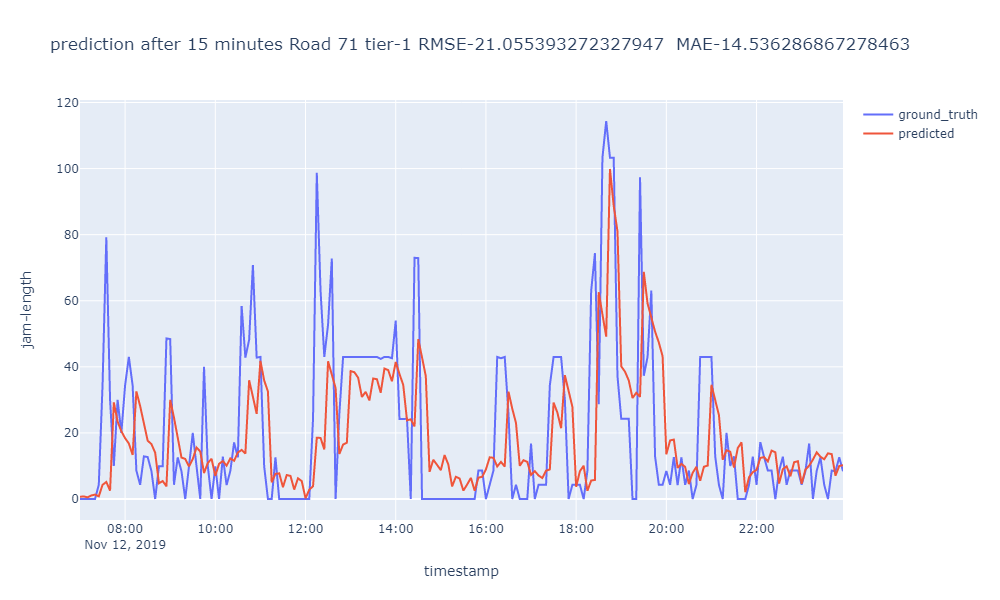 prediction after 15 minutes Road 71 tier-1 RMSE-21.055393272327947  MAE-14.536286867278463
ground_truth
predicted
120
100
80
60
40
20
0
jam-length
08:00 10:00 12:00 14:00 16:00 18:00 20:00 22:00
Nov 12, 2019
timestamp